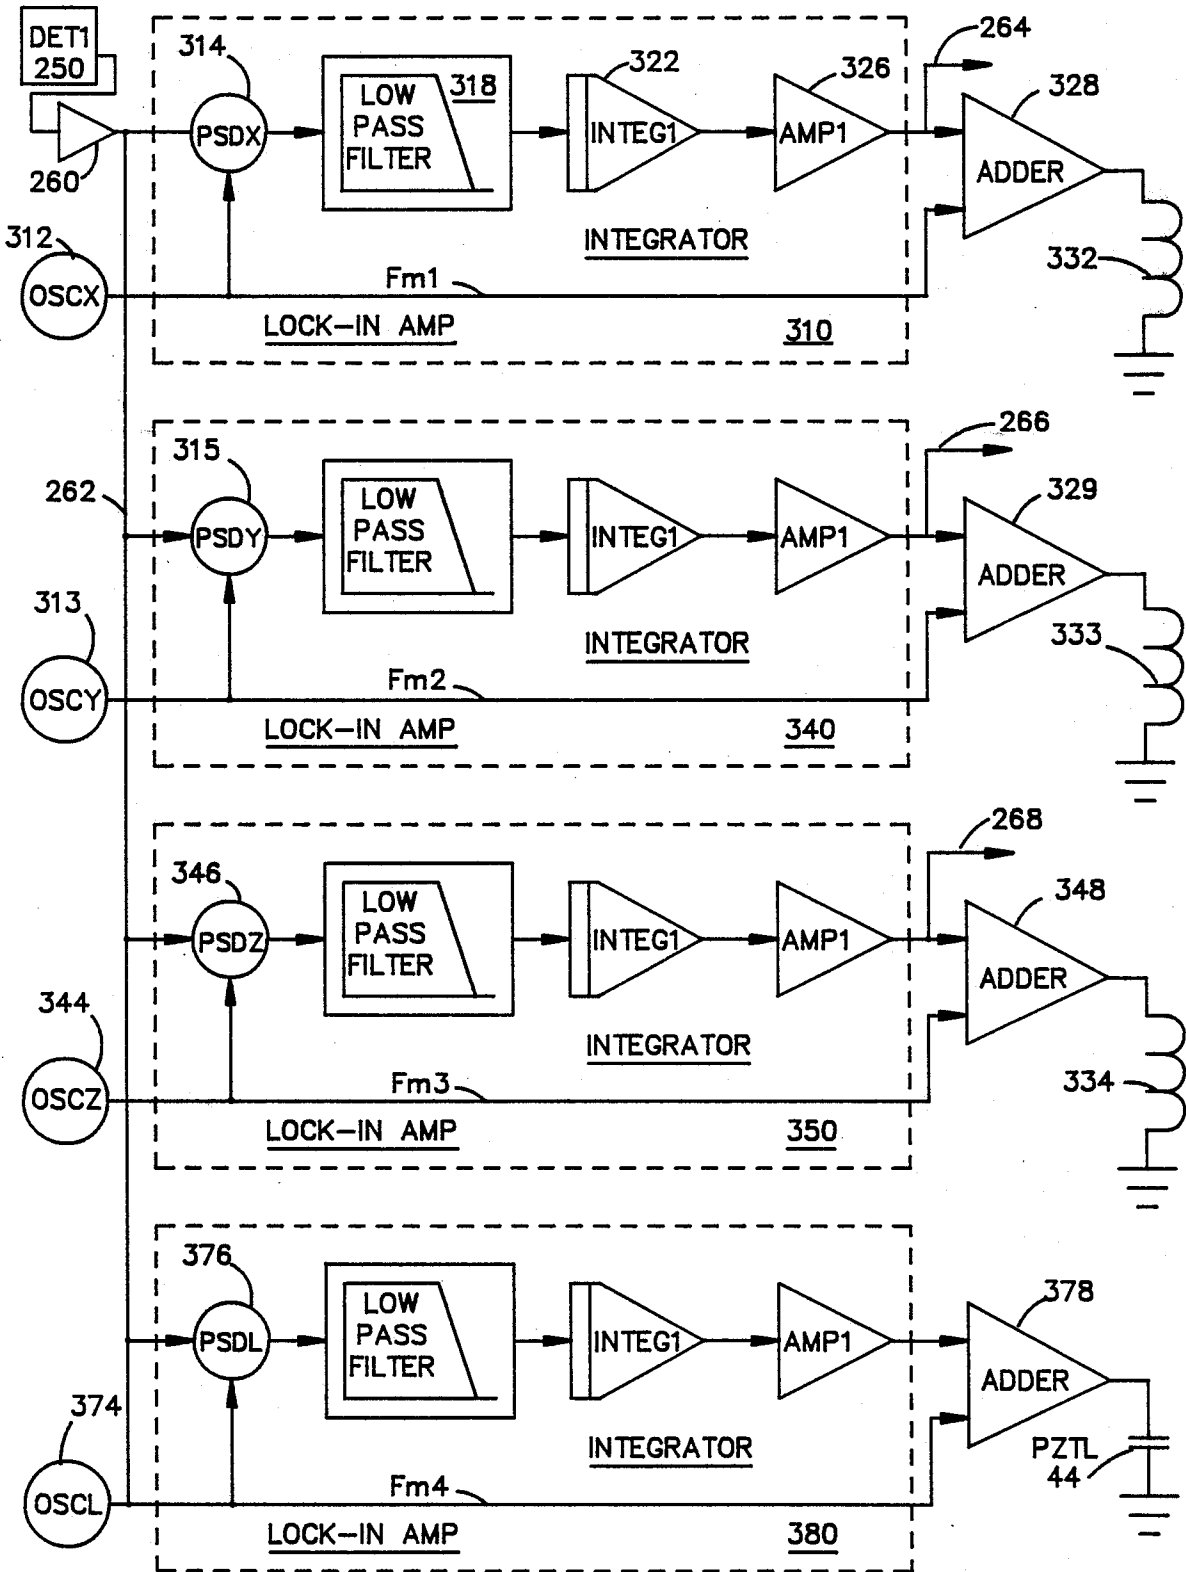 DET1
250
314
318
322
326
264
328
LOW
PASS
FILTER
PSDX
INTEG1
AMP1
ADDER
260
312
INTEGRATOR
332
OSCX
Fm1
LOCK-IN AMP
310
315
266
262
LOW
PASS
FILTER
329
PSDY
INTEG1
AMP1
ADDER
313
INTEGRATOR
333
OSCY
Fm2
LOCK-IN AMP
340
268
346
LOW
PASS
FILTER
348
PSDZ
INTEG1
AMP1
ADDER
344
INTEGRATOR
334
OSCZ
Fm3
LOCK-IN AMP
350
376
378
LOW
PASS
FILTER
PSDL
INTEG1
AMP1
ADDER
374
INTEGRATOR
PZTL
44
OSCL
Fm4
LOCK-IN AMP
380